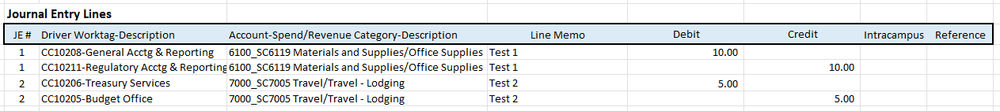 Journal Entry Lines
JE # Driver Worktag-Description Account-Spend/Revenue Category-Description Line Memo Debit Credit Intracampus Reference
1 CC10208-General Acctg & Reporting 6100_SC6119 Materials and Supplies/Office Supplies Test 1 10.00
1 CC10211-Regulatory Acctg & Reporting 6100_SC6119 Materials and Supplies/Office Supplies Test 1 10.00
2 CC10206-Treasury Services 7000_SC7005 Travel/Travel - Lodging Test 2 5.00
2 CC10205-Budget Office 7000_SC7005 Travel/Travel - Lodging Test 2 5.00